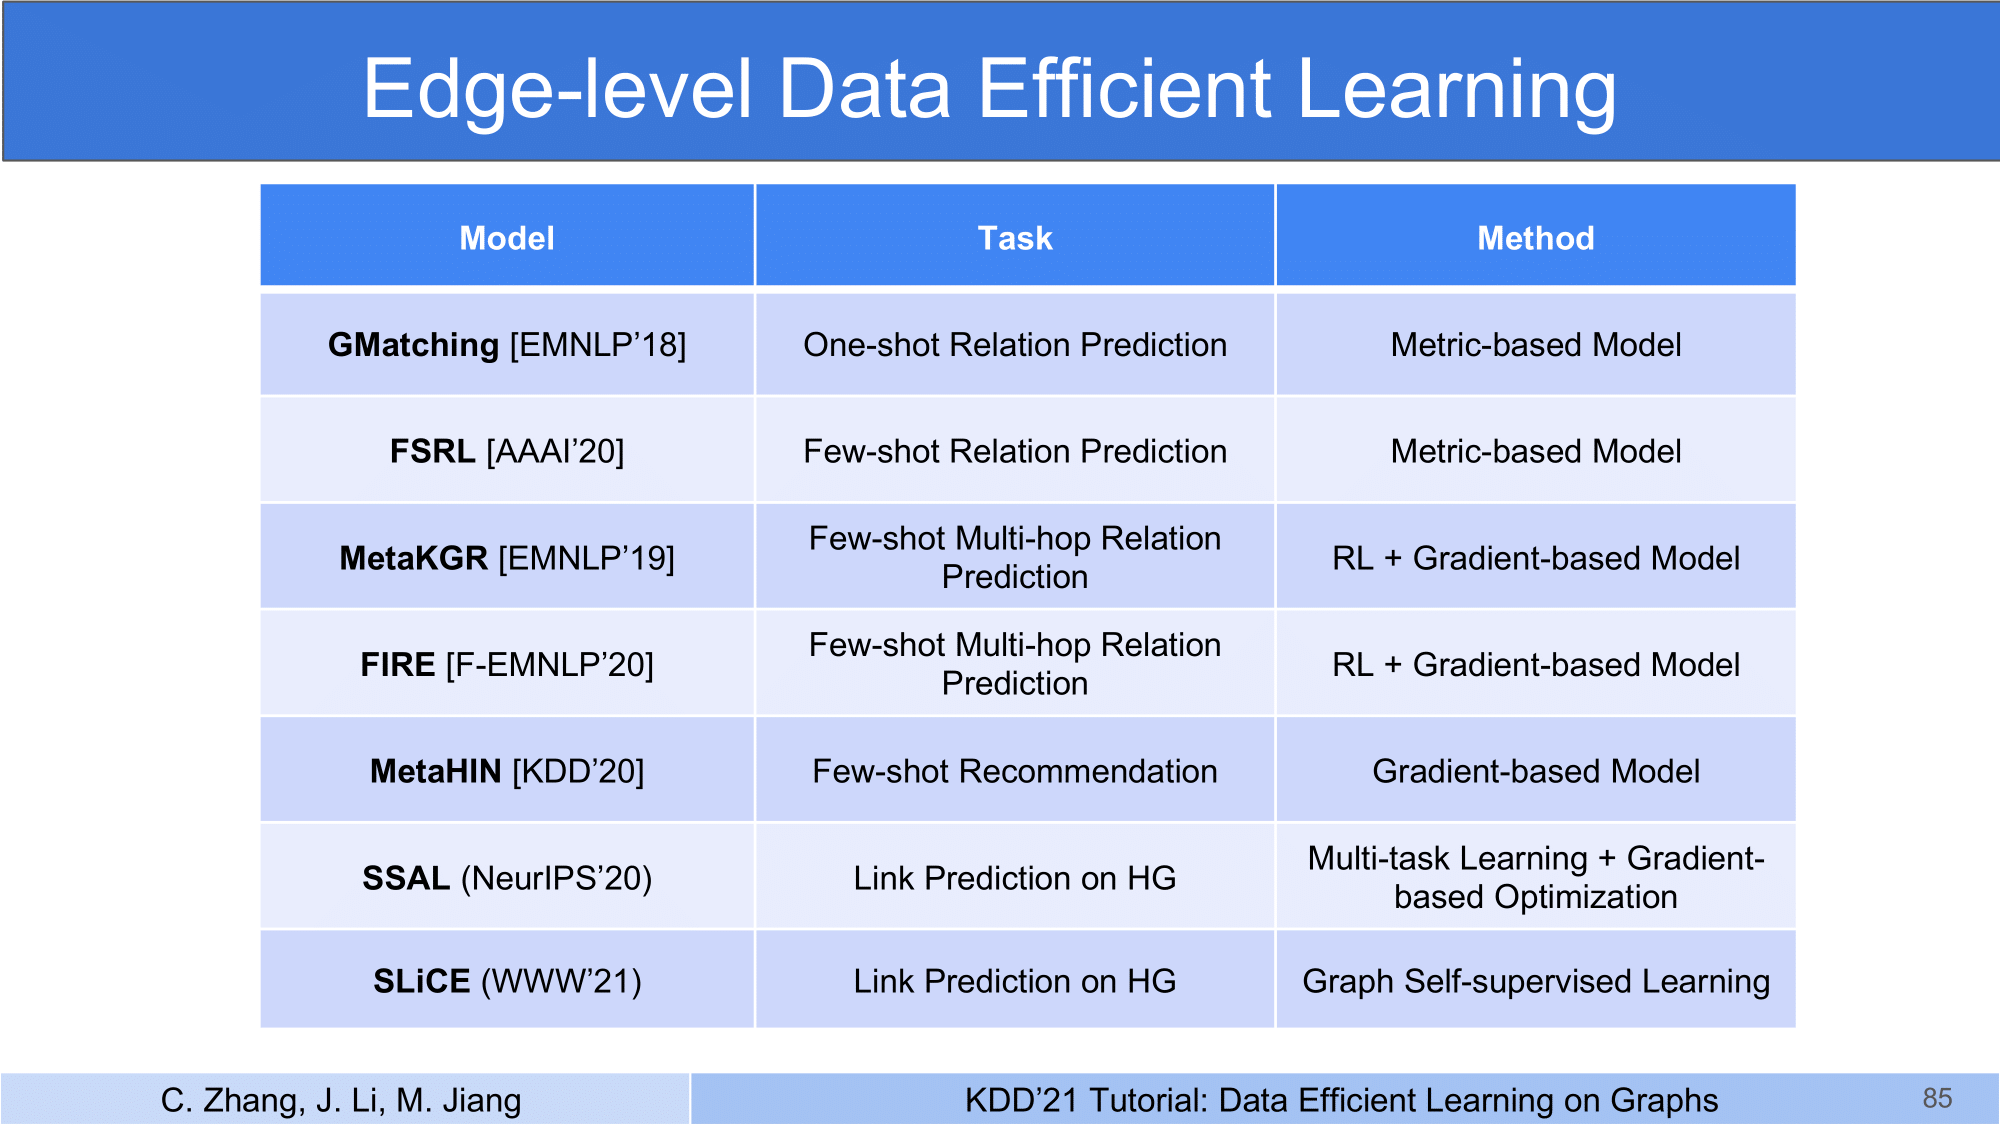 Edge-level Data Efficient Learning
Model Task Method
GMatching [EMNLP’18] One-shot Relation Prediction Metric-based Model
FSRL [AAAI’20] Few-shot Relation Prediction Metric-based Model
MetaKGR [EMNLP’19] Few-shot Multi-hop Relation
Prediction RL + Gradient-based Model
FIRE [F-EMNLP’20] Few-shot Multi-hop Relation
Prediction RL + Gradient-based Model
MetaHIN [KDD’20] Few-shot Recommendation Gradient-based Model
SSAL (NeurIPS’20) Link Prediction on HG Multi-task Learning + Gradient-
based Optimization
SLiCE (WWW’21) Link Prediction on HG Graph Self-supervised Learning
C. Zhang, J. Li, M. Jiang KDD’21 Tutorial: Data Efficient Learning on Graphs 85